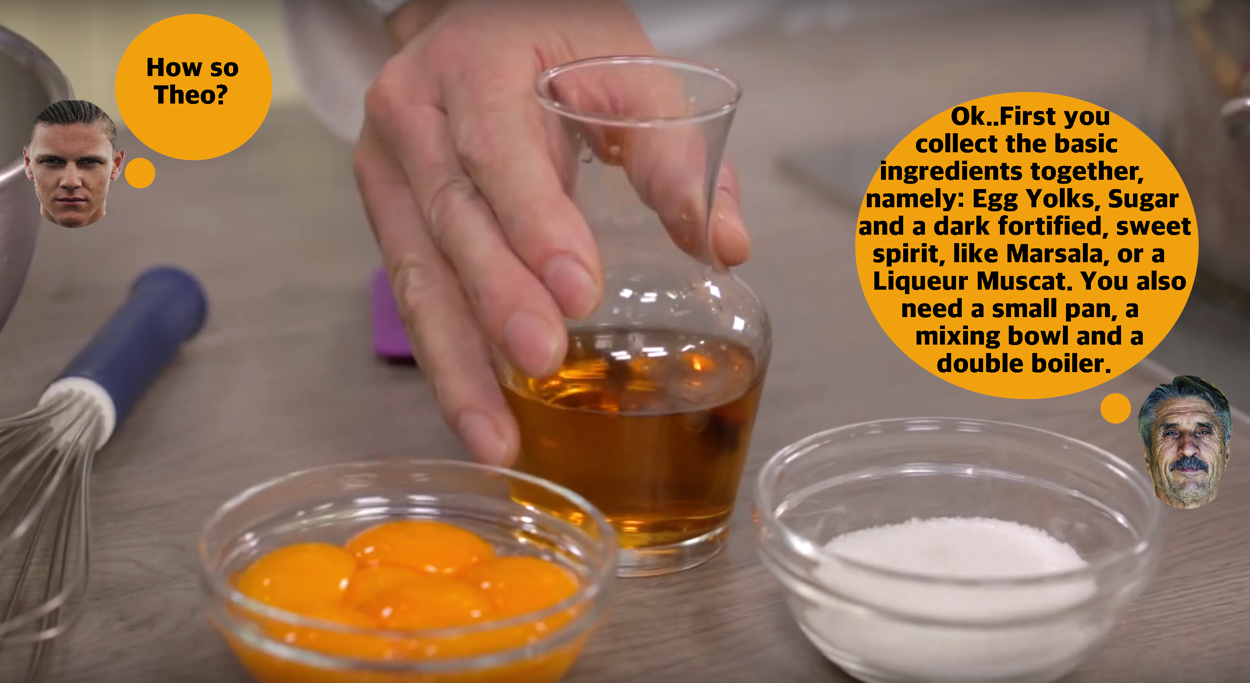 How so
Theo?
Ok..First you
collect the basic
ingredients together,
namely: Egg Yolks, Sugar
and a dark fortified, sweet
spirit, like Marsala, or a
Liqueur Muscat. You also
need a small pan, a
mixing bowl and a
double boiler.